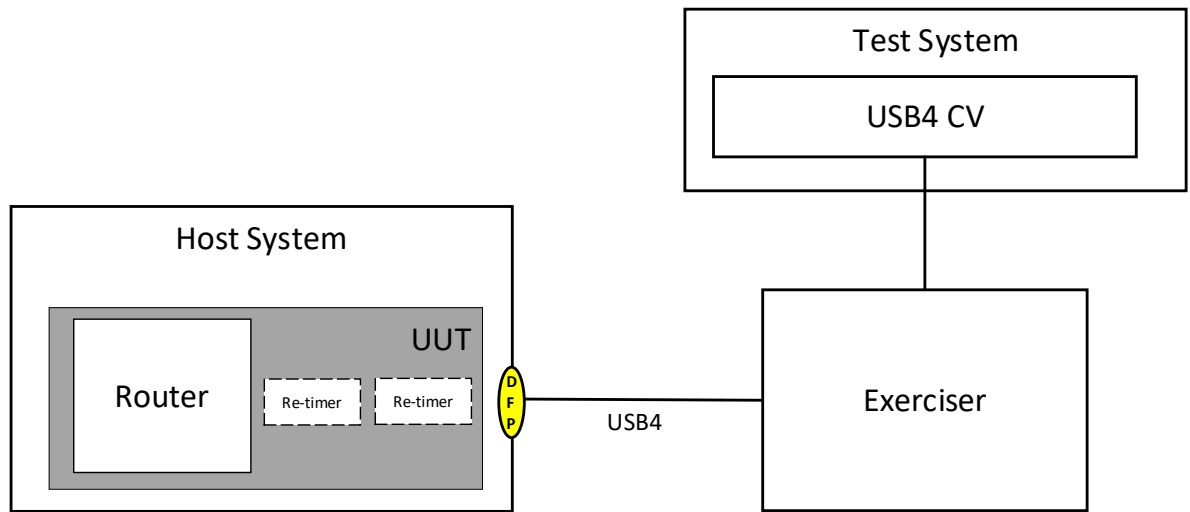 Test System
USB4 CV
Host System
UUT
Router
Re-timer
Re-timer
D
F
P
USB4
Exerciser